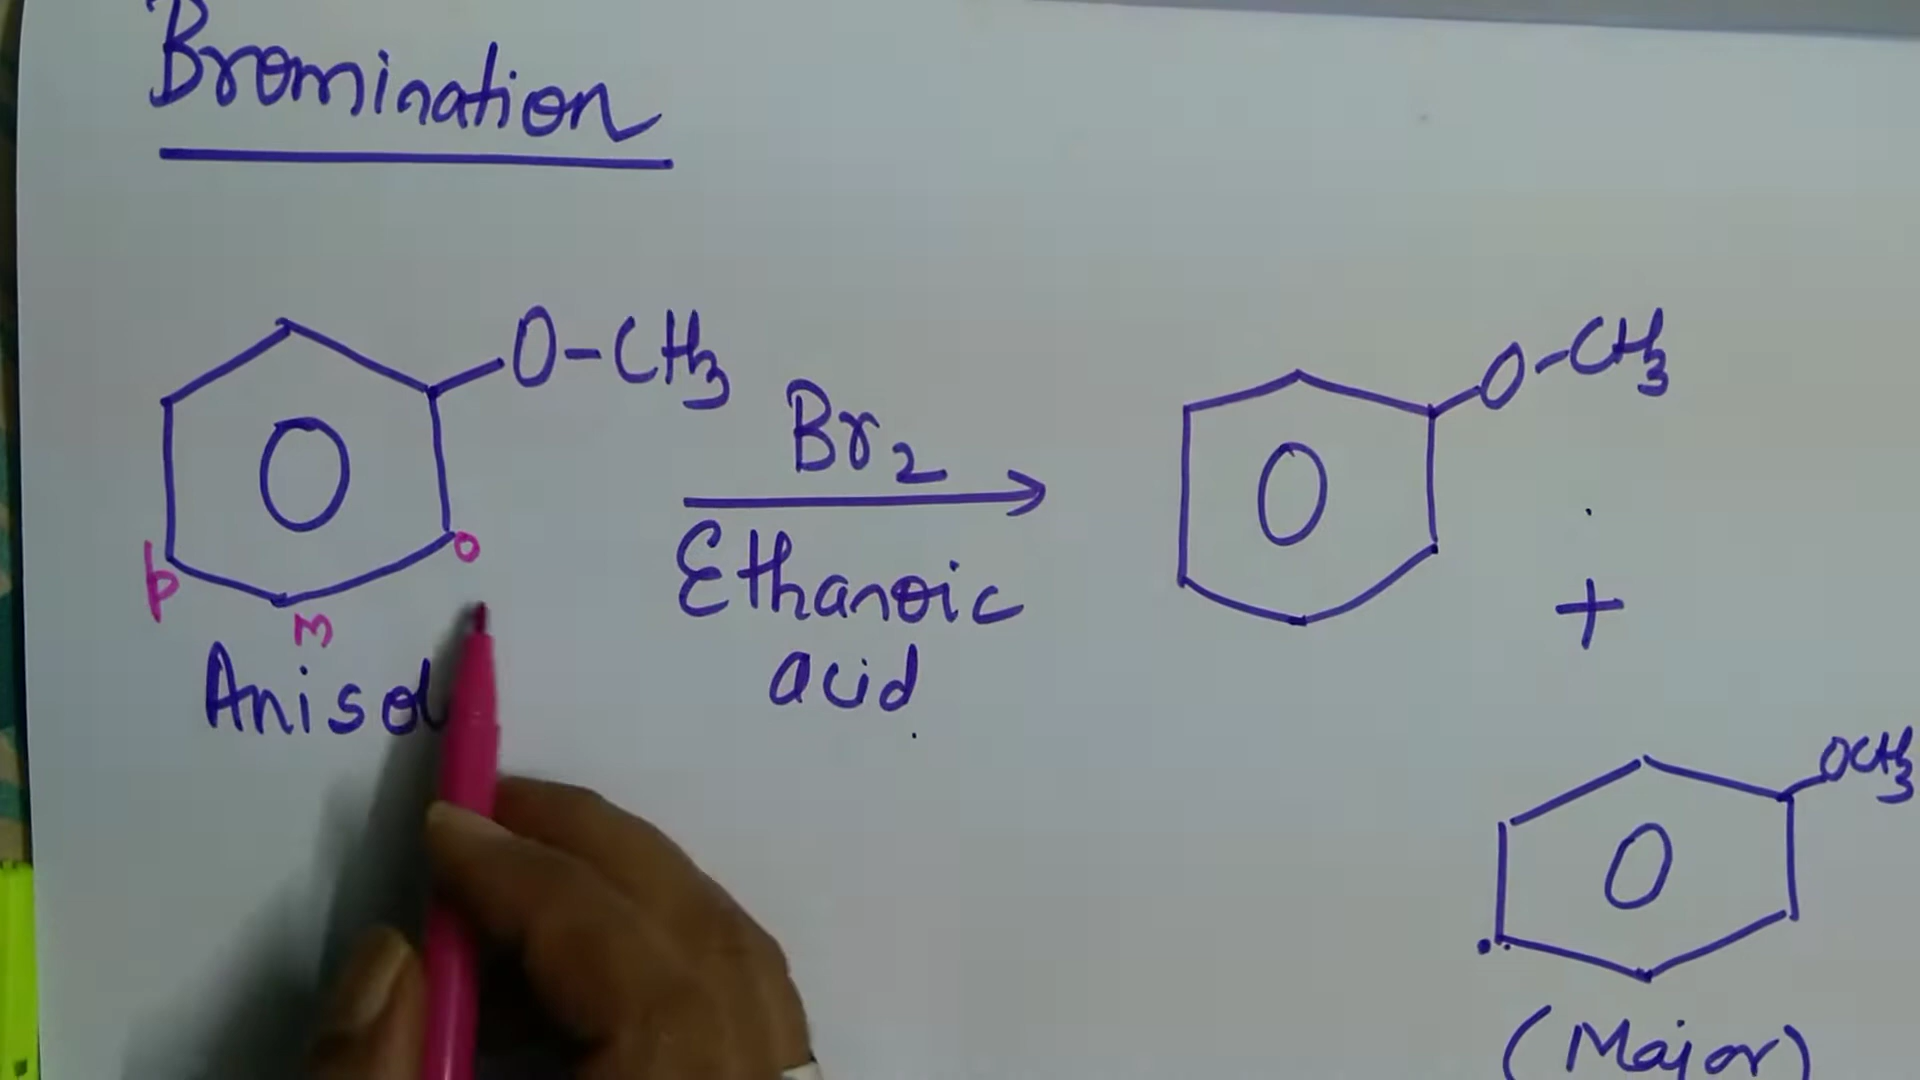 Bromination
O-CH3
Br2
Ethanoic
acid
O-CH3
+
o
p
m
Anisol
OCH3
(Major)